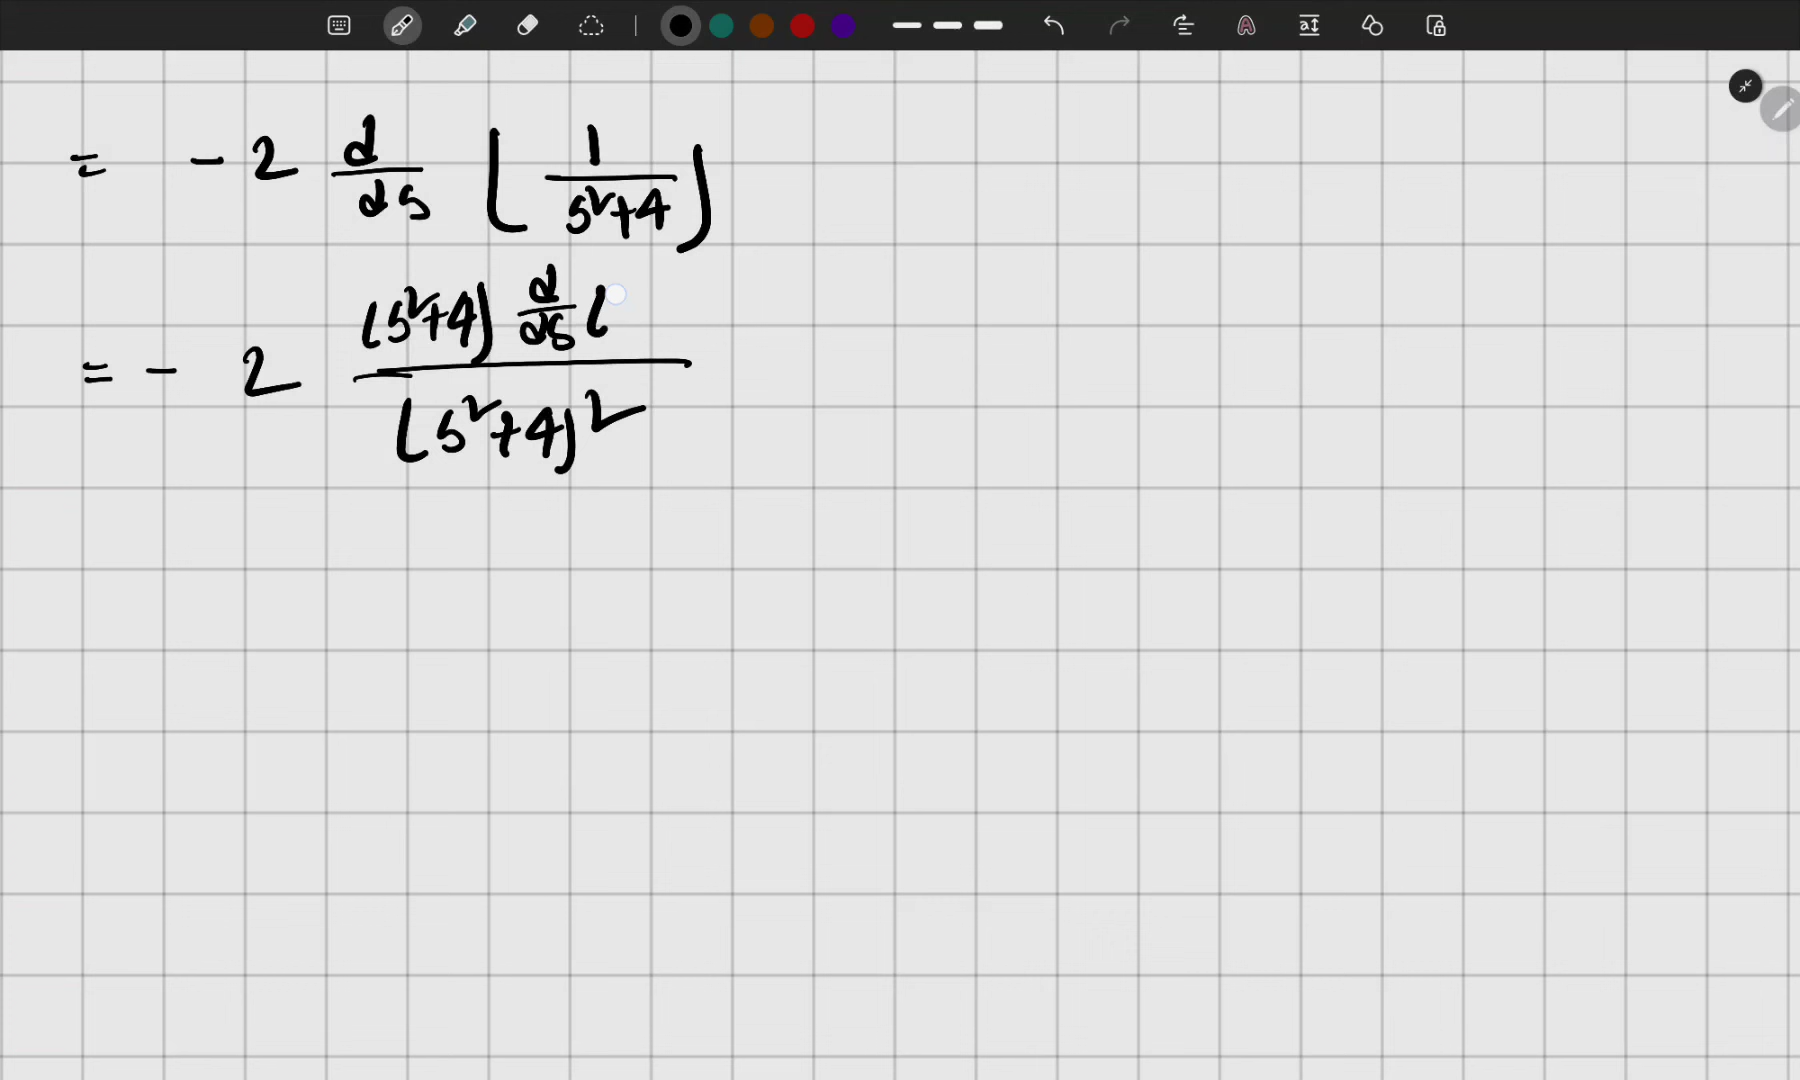 = - 2 d/ds ( 1/(s²+4) )
= - 2 (s²+4) d/ds ( / (s²+4)²